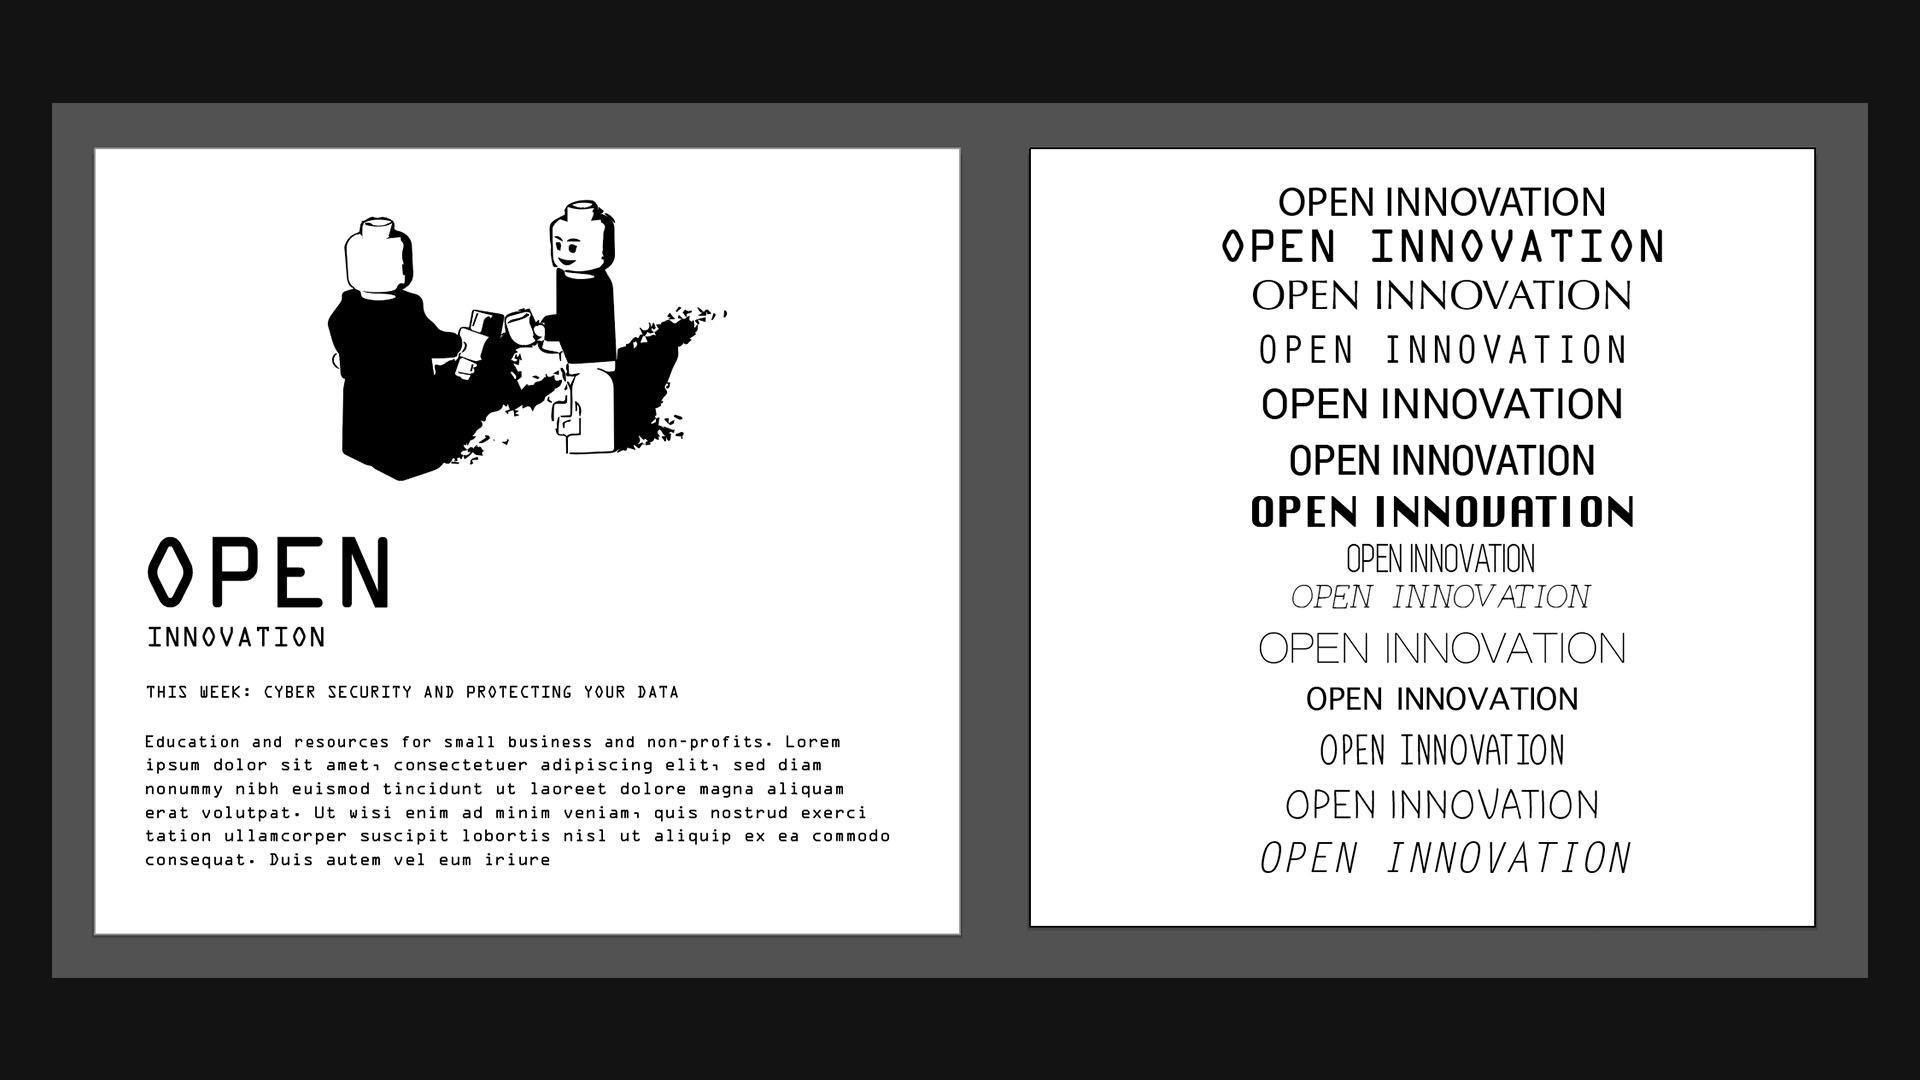 OPEN
INNOVATION
THIS WEEK: CYBER SECURITY AND PROTECTING YOUR DATA
Education and resources for small business and non-profits. Lorem
ipsum dolor sit amet, consectetuer adipiscing elit, sed diam
nonummy nibh euismod tincidunt ut laoreet dolore magna aliquam
erat volutpat. Ut wisi enim ad minim veniam, quis nostrud exerci
tation ullamcorper suscipit lobortis nisl ut aliquip ex ea commodo
consequat. Duis autem vel eum iriure
OPEN INNOVATION
OPEN INNOVATION
OPEN INNOVATION
OPEN INNOVATION
OPEN INNOVATION
OPEN INNOVATION
OPEN INNOVATION
OPEN INNOVATION
OPEN INNOVATION
OPEN INNOVATION
OPEN INNOVATION
OPEN INNOVATION
OPEN INNOVATION
OPEN INNOVATION